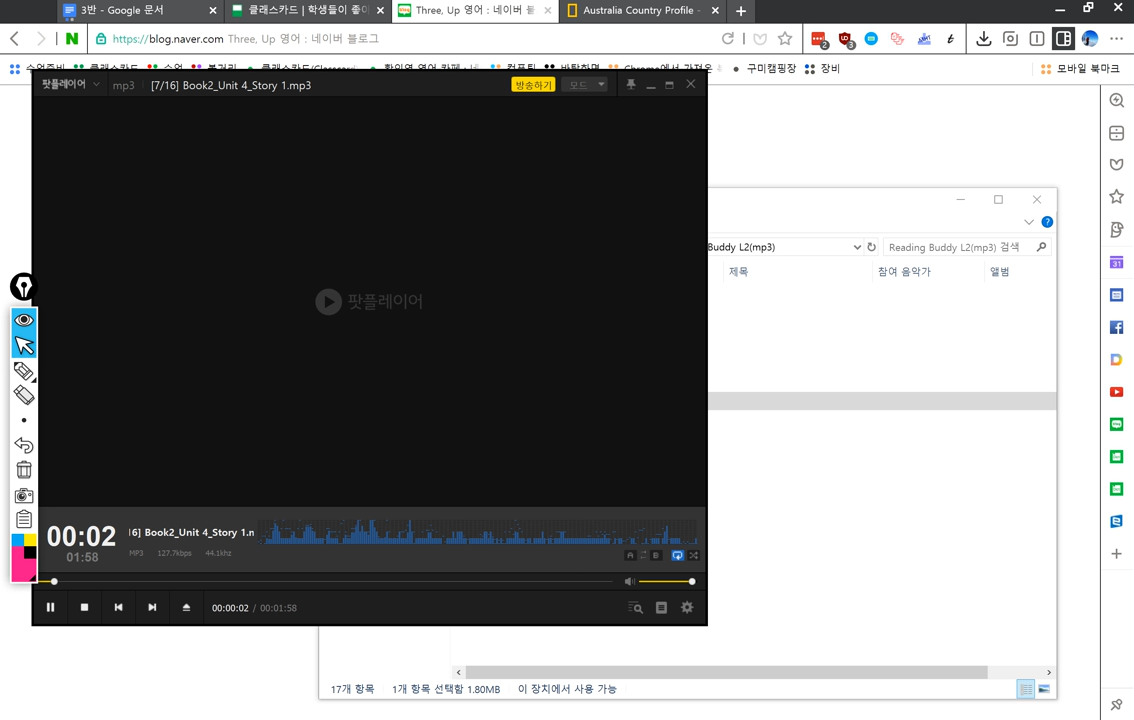 3반 - Google 문서
클래스카드 | 학생들이 좋아
Three, Up 영어 : 네이버 블
Australia Country Profile -
N
https://blog.naver.com Three, Up 영어 : 네이버 블로그
2
3
구미캠핑장
장비
모바일 북마크
팟플레이어
mp3
[7/16] Book2_Unit 4_Story 1.mp3
방송하기
모드
Buddy L2(mp3)
Reading Buddy L2(mp3) 검색
제목
참여 음악가
앨범
팟플레이어
31
00:02
01:58
16] Book2_Unit 4_Story 1.m
MP3
127.7kbps
44.1khz
A
B
00:00:02 / 00:01:58
17개 항목
1개 항목 선택함 1.80MB
이 장치에서 사용 가능